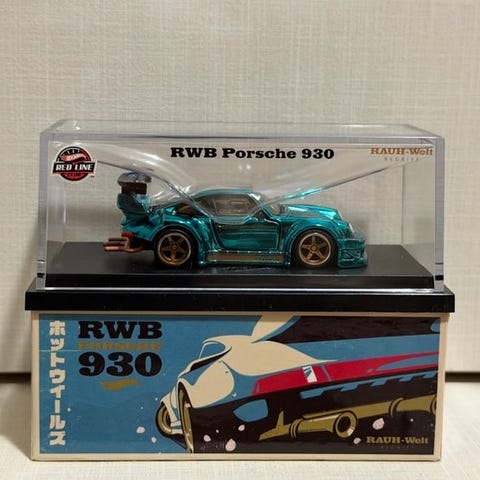 RWB Porsche 930
RAUH-Welt
BEGRIFF
RED LINE
ホットウィールズ
RWB
PORSCHE
930
RAUH-Welt
BEGRIFF